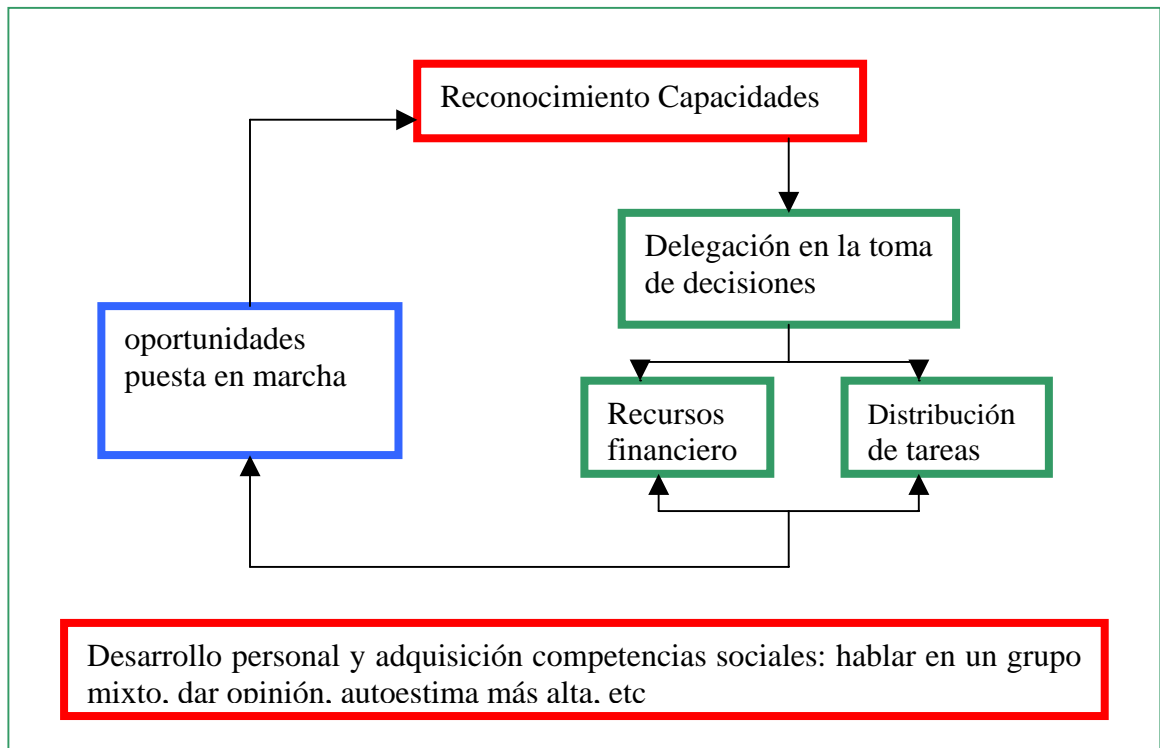 Reconocimiento Capacidades
Delegación en la toma
de decisiones
oportunidades
puesta en marcha
Recursos
financiero
Distribución
de tareas
Desarrollo personal y adquisición competencias sociales: hablar en un grupo
mixto, dar opinión, autoestima más alta, etc